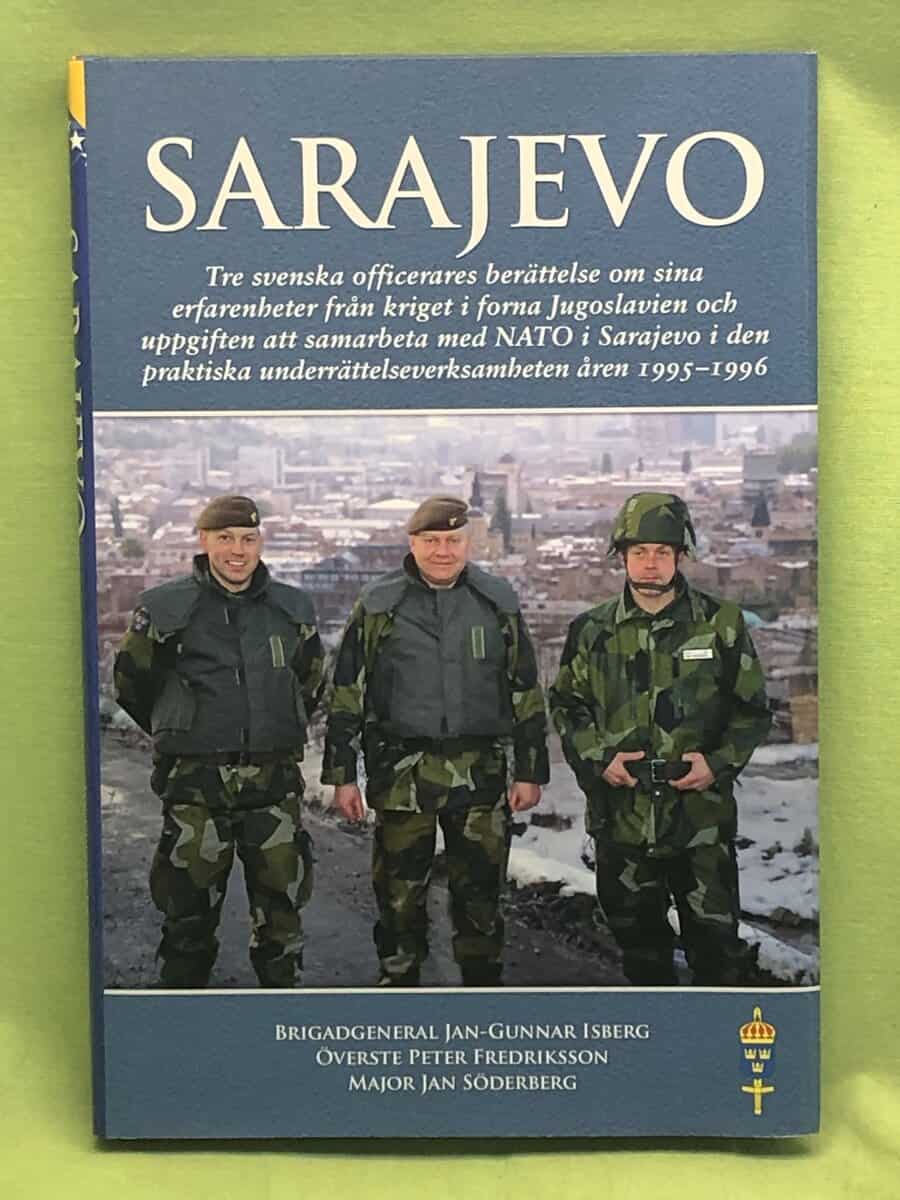 SARAJEVO
Tre svenska officerares berättelse om sina
erfarenheter från kriget i forna Jugoslavien och
uppgiften att samarbeta med NATO i Sarajevo i den
praktiska underrättelseverksamheten åren 1995–1996
BRIGADGENERAL JAN-GUNNAR ISBERG
ÖVERSTE PETER FREDRIKSSON
MAJOR JAN SÖDERBERG
SARAJEVO